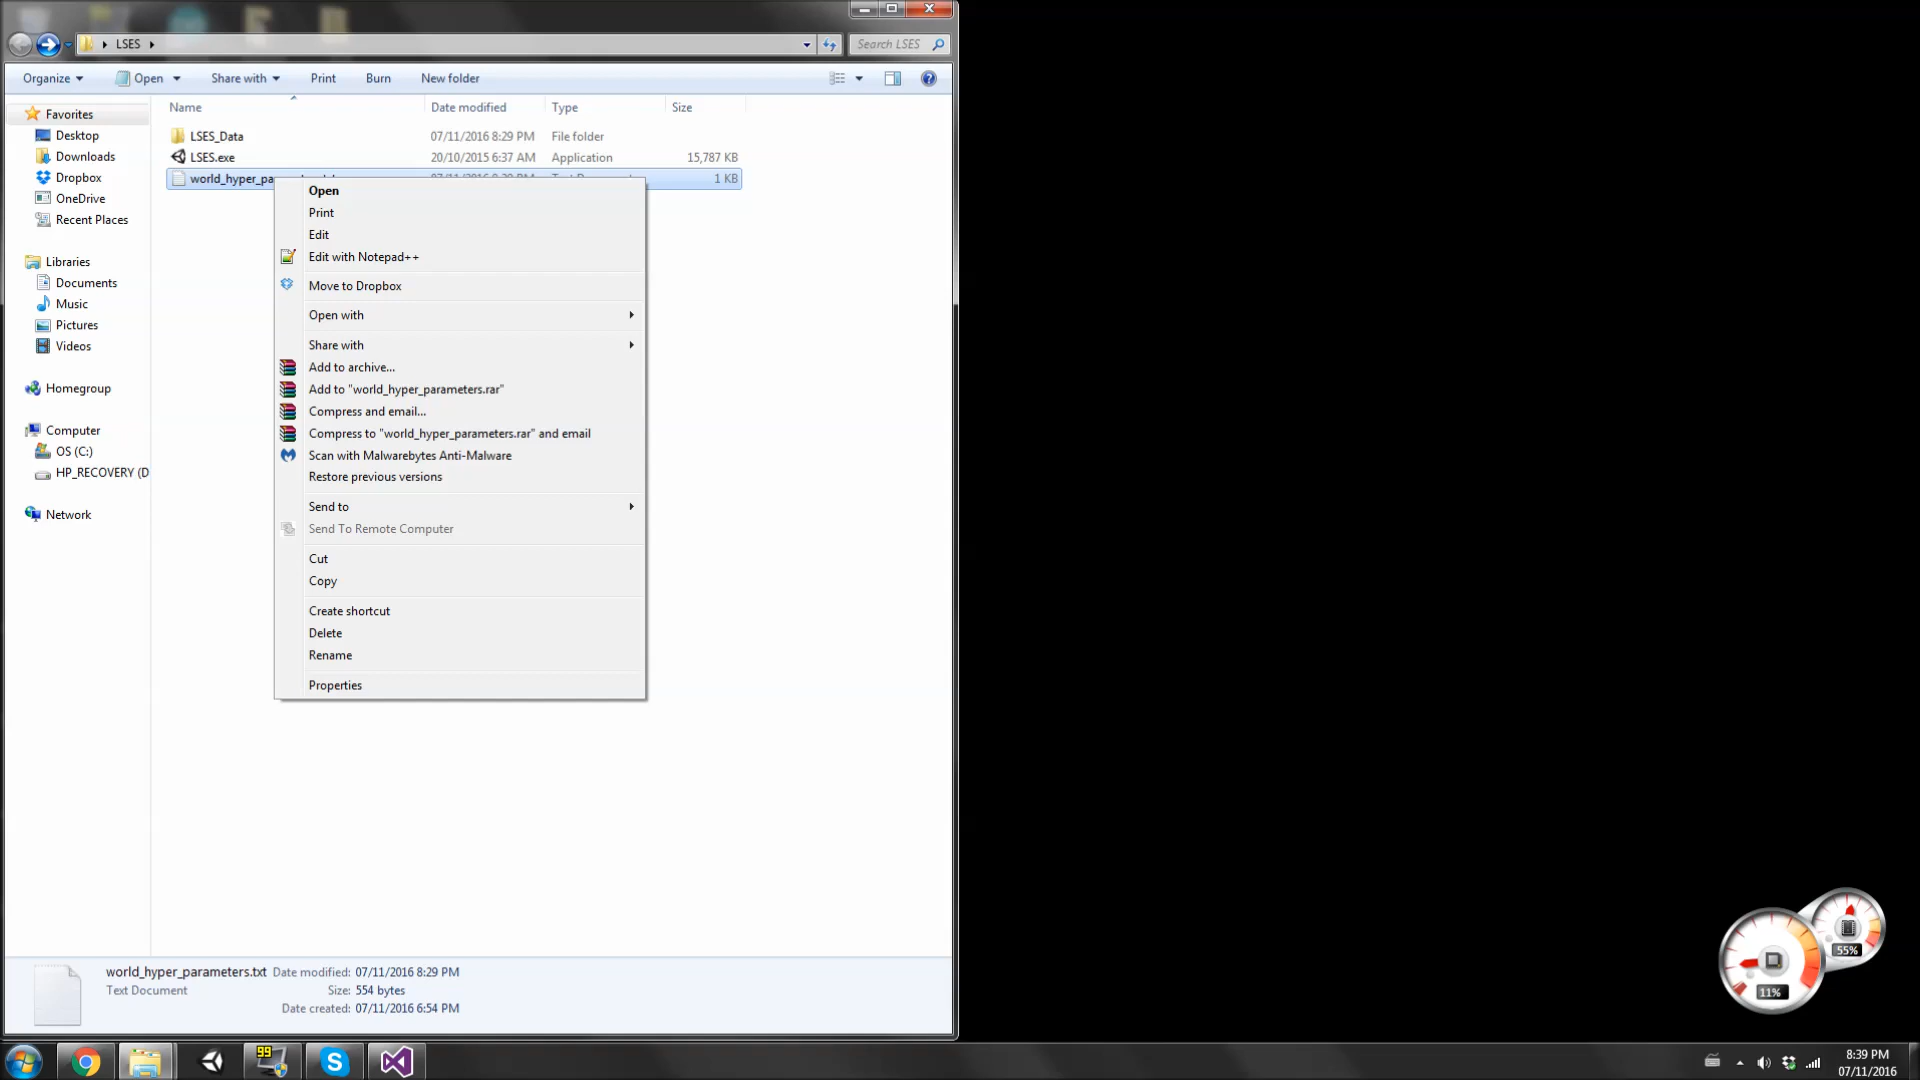 LSES
Search LSES
Organize
Open
Share with
Print
Burn
New folder
Name
Date modified
Type
Size
LSES_Data
07/11/2016 8:29 PM
File folder
LSES.exe
20/10/2015 6:37 AM
Application
15,787 KB
1 KB
Favorites
Desktop
Downloads
Dropbox
OneDrive
Recent Places
Libraries
Documents
Music
Pictures
Videos
Homegroup
Computer
OS (C:)
HP_RECOVERY (D
Network
Open
Print
Edit
Edit with Notepad++
Move to Dropbox
Open with
Share with
Add to archive...
Add to "world_hyper_parameters.rar"
Compress and email...
Compress to "world_hyper_parameters.rar" and email
Scan with Malwarebytes Anti-Malware
Restore previous versions
Send to
Send To Remote Computer
Cut
Copy
Create shortcut
Delete
Rename
Properties
world_hyper_parameters.txt Date modified: 07/11/2016 8:29 PM
Text Document Size: 554 bytes
Date created: 07/11/2016 6:54 PM
55%
11%
99
8:39 PM
07/11/2016